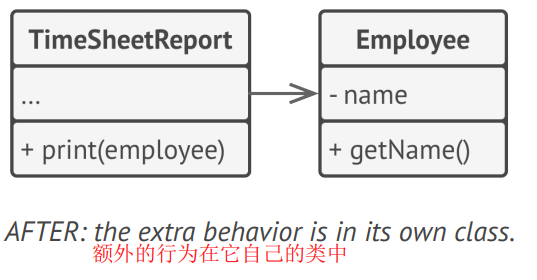 TimeSheetReport
...
+ print(employee)
Employee
- name
+ getName()
AFTER: the extra behavior is in its own class.
额外的行为在它自己的类中